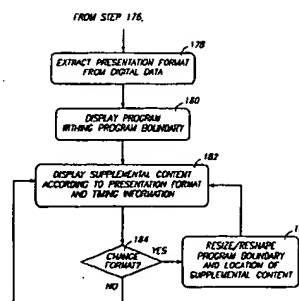 FROM STEP 176,
178
EXTRACT PRESENTATION FORMAT
FROM DIGITAL DATA
180
DISPLAY PROGRAM
WITHING PROGRAM BOUNDARY
182
DISPLAY SUPPLEMENTAL CONTENT
ACCORDING TO PRESENTATION FORMAT
AND TIMING INFORMATION
184
CHANGE
FORMAT?
YES
NO
RESIZE/RESHAPE
PROGRAM BOUNDARY
AND LOCATION OF
SUPPLEMENTAL CONTENT